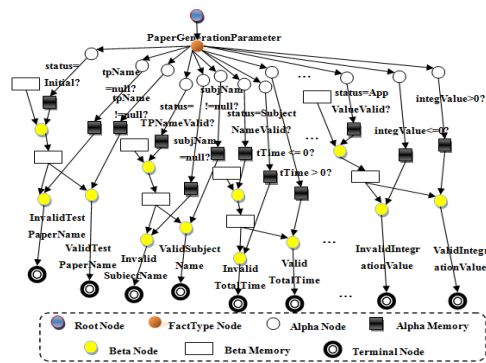 PaperGenerationParameter
status=
Initial?
tpName
=null?
tpName
!=null?
status=
TPNameValid?
subjNam
!=null?
subjNam
=null?
status=Subject
NameValid?
tTime <= 0?
tTime > 0?
...
status=App
ValueValid?
integValue<=0?
integValue>0?
InvalidTest
PaperName
ValidTest
PaperName
Invalid
SubjectName
ValidSubject
Name
Invalid
TotalTime
Valid
TotalTime
...
InvalidIntegr
ationValue
ValidIntegr
ationValue
...
Root Node
FactType Node
Alpha Node
Alpha Memory
Beta Node
Beta Memory
Terminal Node